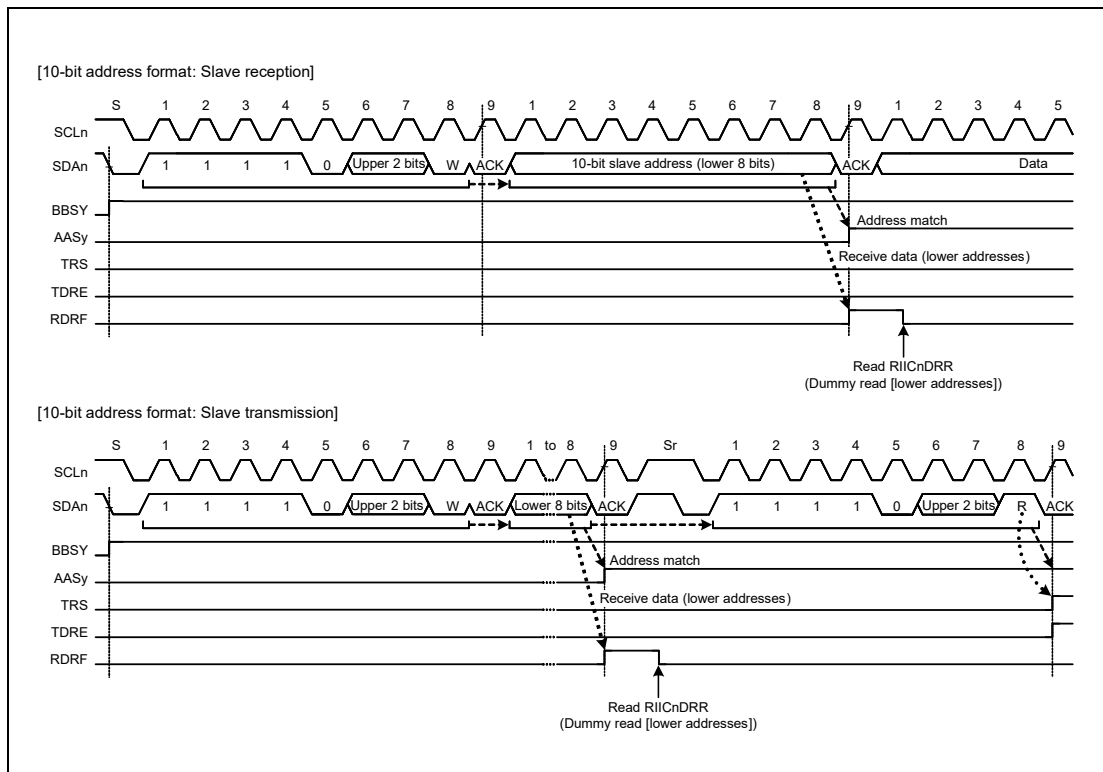 [10-bit address format: Slave reception]
S 1 2 3 4 5 6 7 8 9 1 2 3 4 5 6 7 8 9 1 2 3 4 5
SCLn
SDAn 1 1 1 1 0 Upper 2 bits W ACK 10-bit slave address (lower 8 bits) ACK Data
BBSY
Address match
AASy
Receive data (lower addresses)
TRS
TDRE
RDRF
Read RIICnDRR
(Dummy read [lower addresses])
[10-bit address format: Slave transmission]
S 1 2 3 4 5 6 7 8 9 1 to 8 9 Sr 1 2 3 4 5 6 7 8 9
SCLn
SDAn 1 1 1 1 0 Upper 2 bits W ACK Lower 8 bits ACK 1 1 1 1 0 Upper 2 bits R ACK
BBSY
Address match
AASy
Receive data (lower addresses)
TRS
TDRE
RDRF
Read RIICnDRR
(Dummy read [lower addresses])